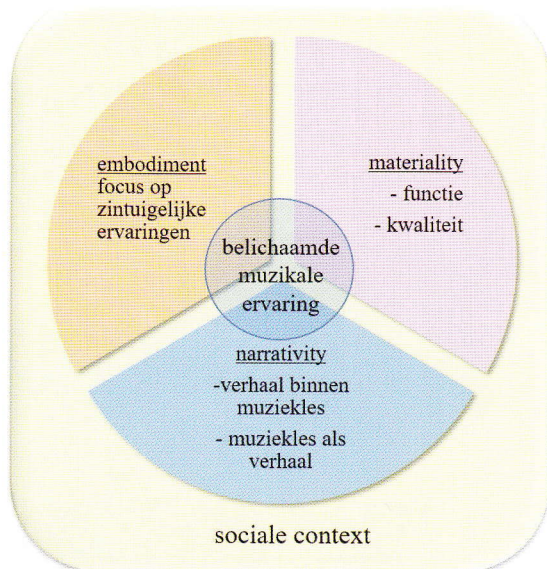 embodiment
focus op
zintuigelijke
ervaringen
materiality
- functie
- kwaliteit
belichaamde
muzikale
ervaring
narrativity
-verhaal binnen
muziekles
- muziekles als
verhaal
sociale context